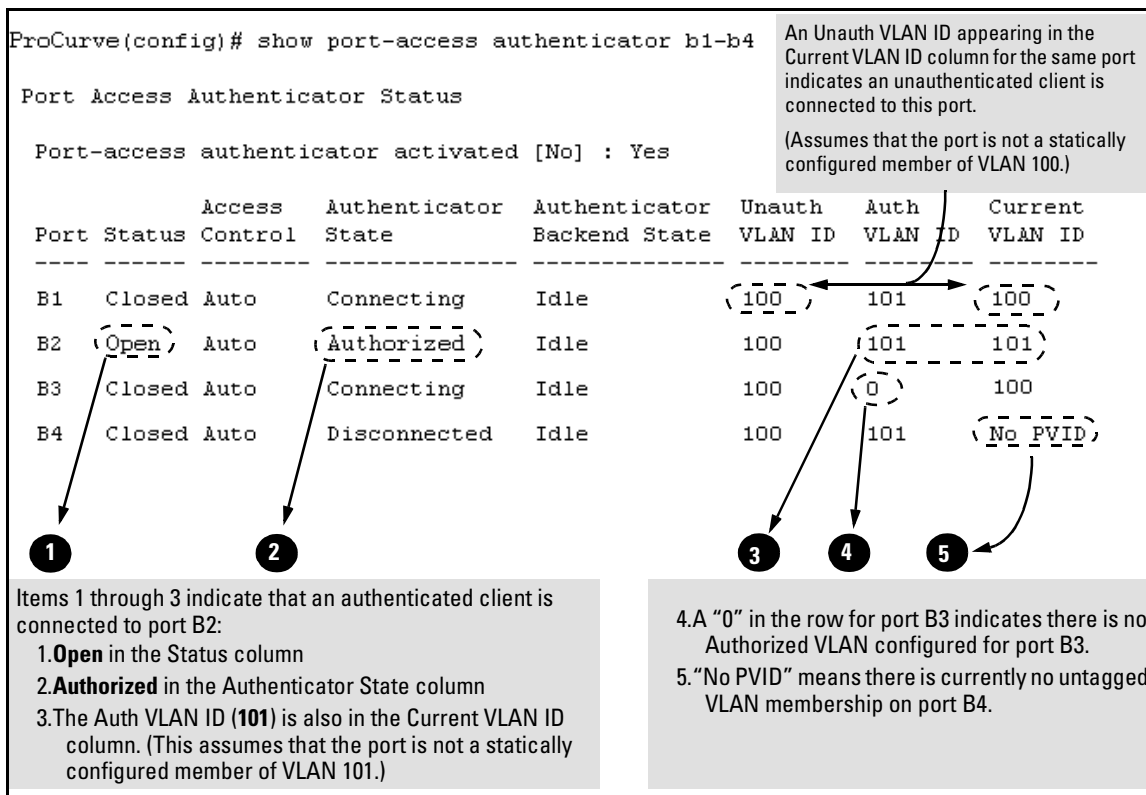 ProCurve(config)# show port-access authenticator b1-b4
An Unauth VLAN ID appearing in the
Current VLAN ID column for the same port
indicates an unauthenticated client is
connected to this port.
(Assumes that the port is not a statically
configured member of VLAN 100.)
Port Access Authenticator Status
Port-access authenticator activated [No] : Yes
Access Authenticator Authenticator Unauth Auth Current
Port Status Control State Backend State VLAN ID VLAN ID VLAN ID
---- ------ -------- -------------- -------------- -------- -------- --------
B1 Closed Auto Connecting Idle 100 101 100
B2 Open Auto Authorized Idle 100 101 101
B3 Closed Auto Connecting Idle 100 0 100
B4 Closed Auto Disconnected Idle 100 101 No PVID
1 2 3 4 5
Items 1 through 3 indicate that an authenticated client is
connected to port B2:
1.Open in the Status column
2.Authorized in the Authenticator State column
3.The Auth VLAN ID (101) is also in the Current VLAN ID
column. (This assumes that the port is not a statically
configured member of VLAN 101.)
4.A “0” in the row for port B3 indicates there is no
Authorized VLAN configured for port B3.
5.“No PVID” means there is currently no untagged
VLAN membership on port B4.